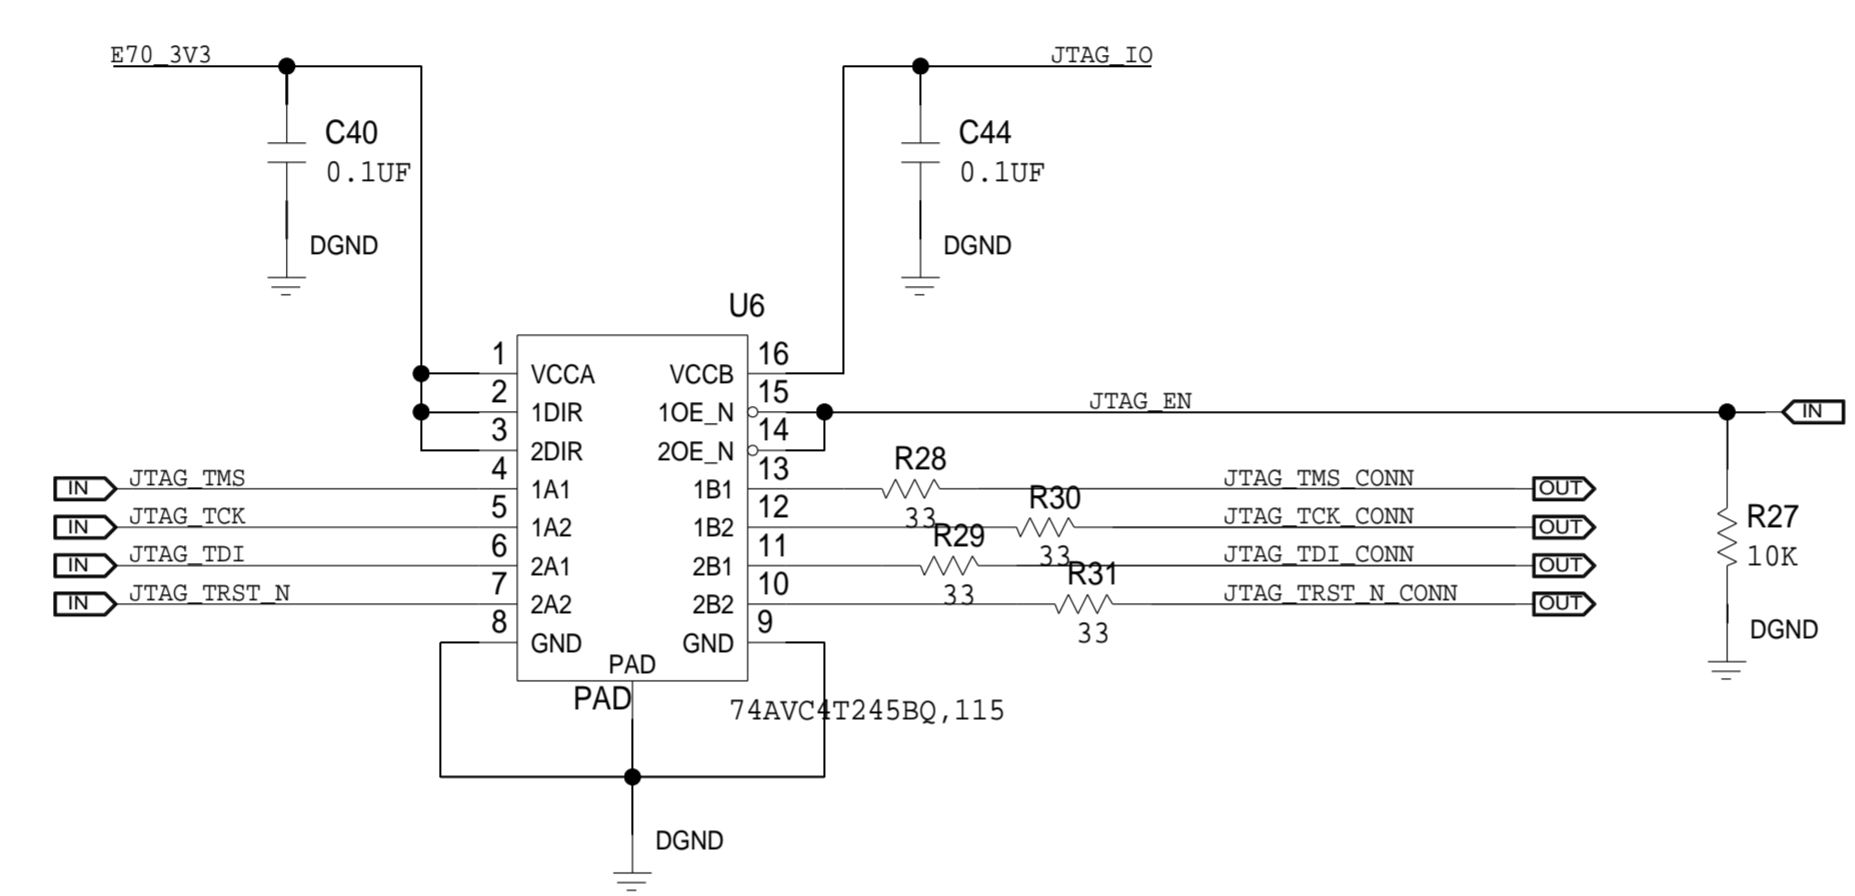 E70_3V3
JTAG_IO
C40
0.1UF
C44
0.1UF
DGND
DGND
U6
1
VCCA
VCCB
16
2
1DIR
1OE_N
15
JTAG_EN
IN
3
2DIR
2OE_N
14
IN
JTAG_TMS
4
1A1
1B1
13
R28
33
JTAG_TMS_CONN
OUT
IN
JTAG_TCK
5
1A2
1B2
12
R30
33
JTAG_TCK_CONN
OUT
IN
JTAG_TDI
6
2A1
2B1
11
R29
33
JTAG_TDI_CONN
OUT
IN
JTAG_TRST_N
7
2A2
2B2
10
R31
33
JTAG_TRST_N_CONN
OUT
8
GND
GND
9
R27
10K
DGND
PAD
PAD
74AVC4T245BQ,115
DGND